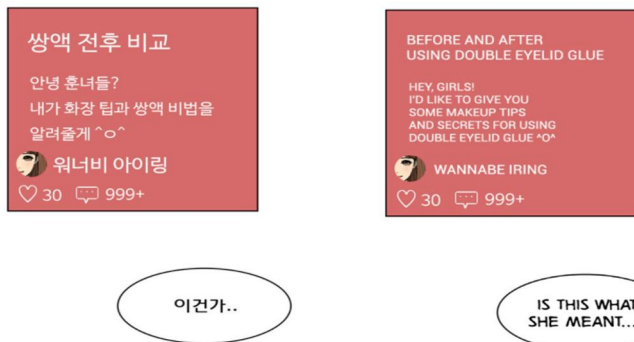 쌍액 전후 비교
안녕 훈녀들?
내가 화장 팁과 쌍액 비법을
알려줄게 ^ㅇ^
워너비 아이링
30 999+
이건가..
BEFORE AND AFTER
USING DOUBLE EYELID GLUE
HEY, GIRLS!
I'D LIKE TO GIVE YOU
SOME MAKEUP TIPS
AND SECRETS FOR USING
DOUBLE EYELID GLUE ^O^
WANNABE IRING
30 999+
IS THIS WHAT
SHE MEANT...